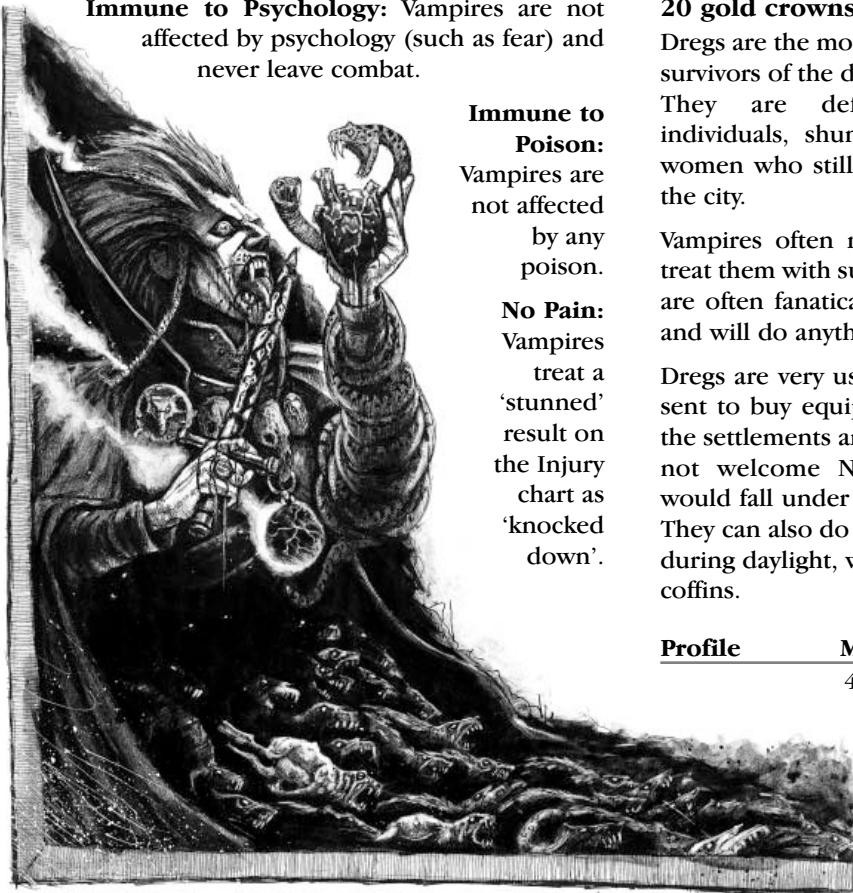 Immune to Psychology: Vampires are not
affected by psychology (such as fear) and
never leave combat.
Immune to
Poison:
Vampires are
not affected
by any
poison.
No Pain:
Vampires
treat a
‘stunned’
result on
the Injury
chart as
‘knocked
down’.
20 gold crowns
Dregs are the mo
survivors of the d
They are def
individuals, shun
women who still
the city.
Vampires often r
treat them with su
are often fanatica
and will do anyth
Dregs are very us
sent to buy equip
the settlements ar
not welcome N
would fall under
They can also do
during daylight, w
coffins.
Profile M
4